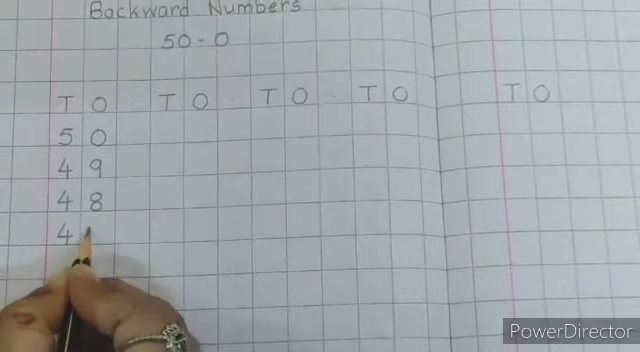 Backward Numbers
50 - 0
T O T O T O T O T O
5 0
4 9
4 8
4
PowerDirector